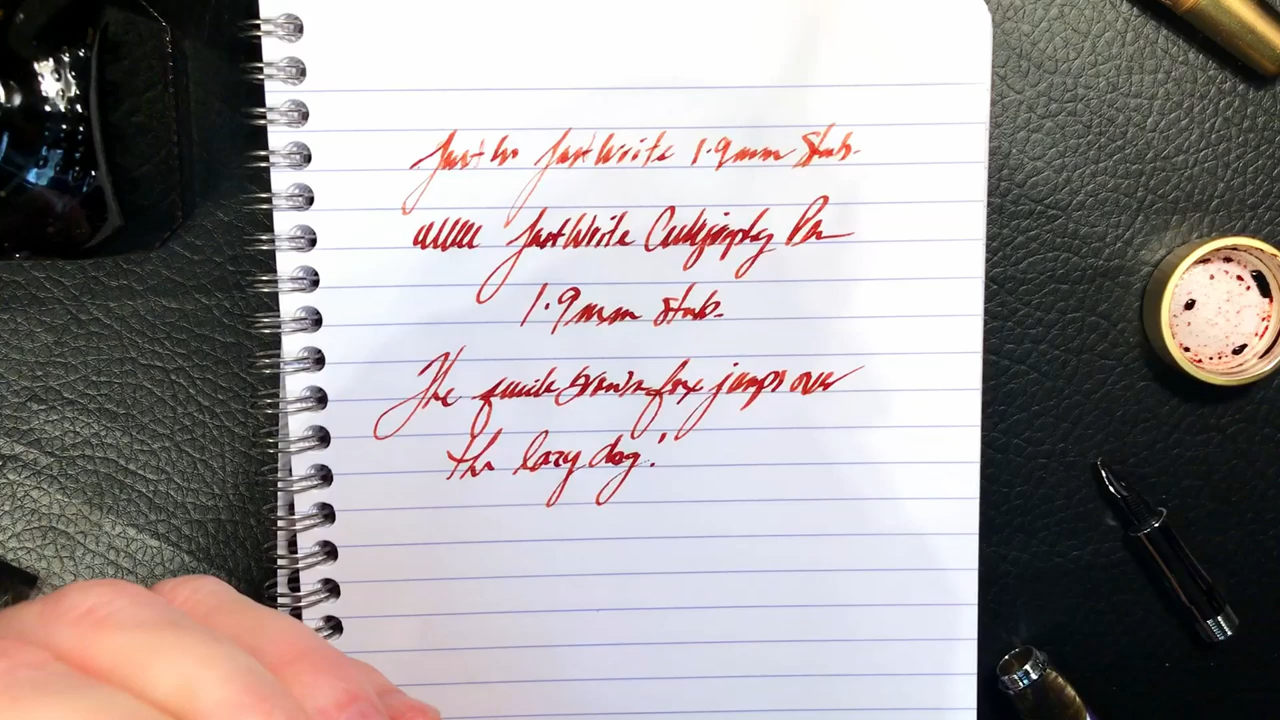 JustWrite 1.9mm Stub.
JustWrite Calligraphy Pen
1.9mm Stub.
The quick brown fox jumps over
the lazy dog!